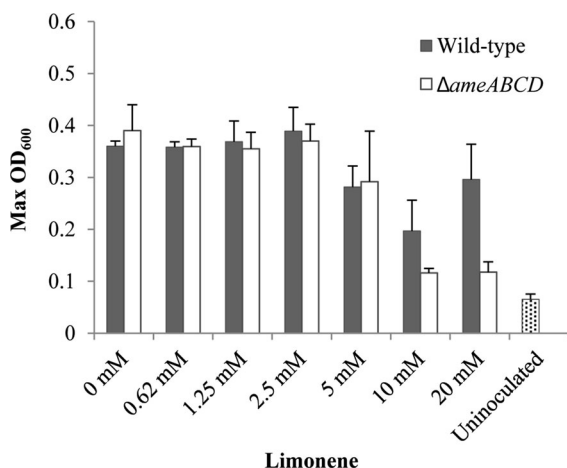 0.6
0.5
0.4
0.3
0.2
0.1
0
Max OD600
Wild-type
ΔameABCD
0 mM
0.62 mM
1.25 mM
2.5 mM
5 mM
10 mM
20 mM
Uninoculated
Limonene